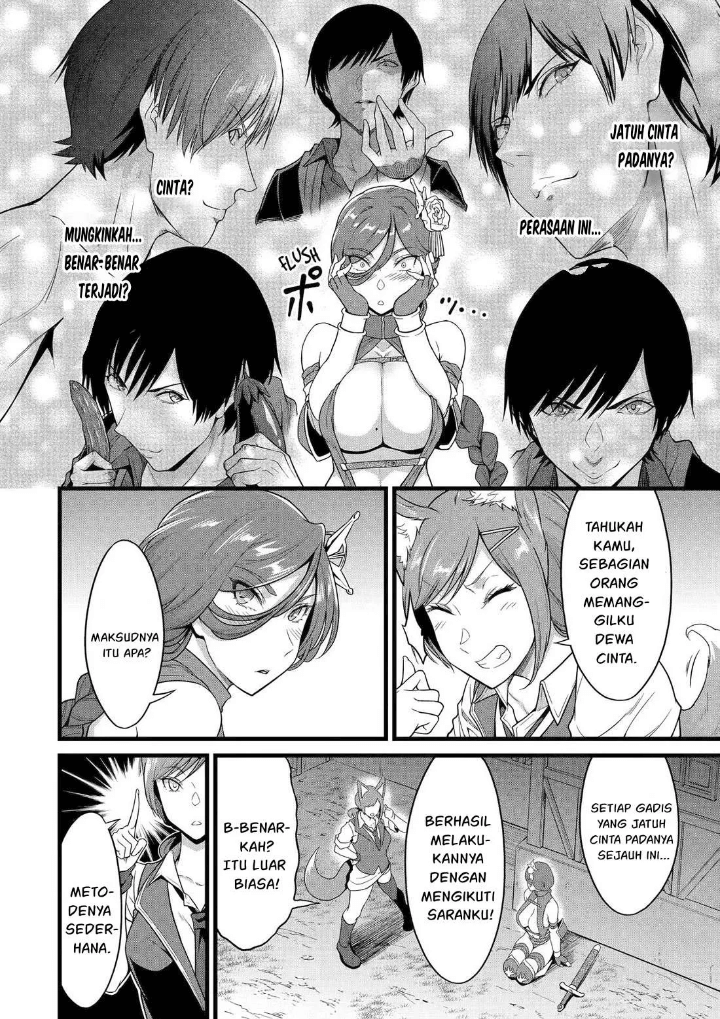 JATUH CINTA
PADANYA?
PERASAAN INI...
CINTA?
MUNGKINKAH...
BENAR-BENAR
TERJADI?
FLUSH
ポッ...
TAHUKAH
KAMU,
SEBAGIAN
ORANG
MEMANG-
GILKU
DEWA
CINTA.
MAKSUDNYA
ITU APA?
SETIAP GADIS
YANG JATUH
CINTA PADANYA
SEJAUH INI...
BERHASIL
MELAKU-
KANNYA
DENGAN
MENGIKUTI
SARANKU!
B-BENAR-
KAH?
ITU LUAR
BIASA!
METO-
DENYA
SEDER-
HANA.